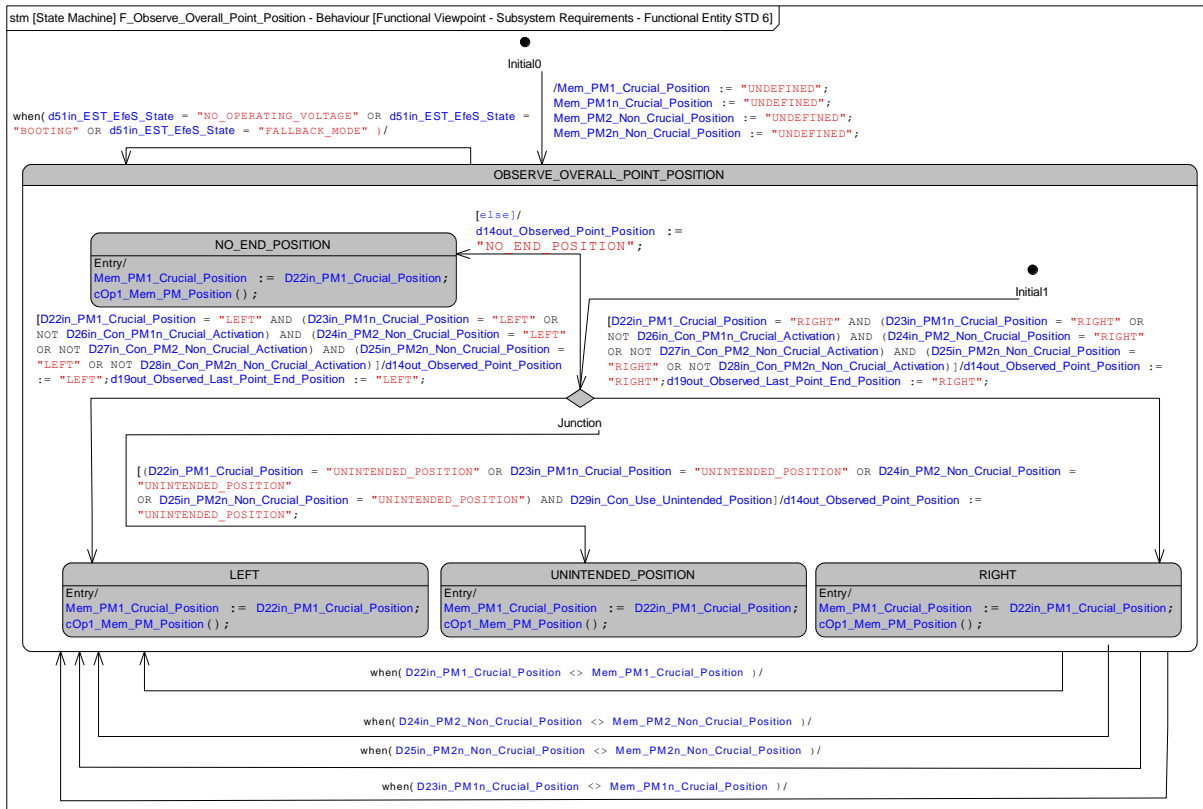 stm [State Machine] F_Observe_Overall_Point_Position - Behaviour [Functional Viewpoint - Subsystem Requirements - Functional Entity STD 6]
Initial0
/Mem_PM1_Crucial_Position := "UNDEFINED";
Mem_PM1n_Crucial_Position := "UNDEFINED";
Mem_PM2_Non_Crucial_Position := "UNDEFINED";
Mem_PM2n_Non_Crucial_Position := "UNDEFINED";
when( d51in_EST_EfeS_State = "NO_OPERATING_VOLTAGE" OR d51in_EST_EfeS_State =
"BOOTING" OR d51in_EST_EfeS_State = "FALLBACK_MODE" )/
OBSERVE_OVERALL_POINT_POSITION
[else]/
d14out_Observed_Point_Position :=
"NO_END_POSITION";
NO_END_POSITION
Entry/
Mem_PM1_Crucial_Position := D22in_PM1_Crucial_Position;
cOp1_Mem_PM_Position();
Initial1
[D22in_PM1_Crucial_Position = "LEFT" AND (D23in_PM1n_Crucial_Position = "LEFT" OR
NOT D26in_Con_PM1n_Crucial_Activation) AND (D24in_PM2_Non_Crucial_Position = "LEFT"
OR NOT D27in_Con_PM2_Non_Crucial_Activation) AND (D25in_PM2n_Non_Crucial_Position =
"LEFT" OR NOT D28in_Con_PM2n_Non_Crucial_Activation)]/d14out_Observed_Point_Position
:= "LEFT";d19out_Observed_Last_Point_End_Position := "LEFT";
[D22in_PM1_Crucial_Position = "RIGHT" AND (D23in_PM1n_Crucial_Position = "RIGHT" OR
NOT D26in_Con_PM1n_Crucial_Activation) AND (D24in_PM2_Non_Crucial_Position = "RIGHT"
OR NOT D27in_Con_PM2_Non_Crucial_Activation) AND (D25in_PM2n_Non_Crucial_Position =
"RIGHT" OR NOT D28in_Con_PM2n_Non_Crucial_Activation)]/d14out_Observed_Point_Position :=
"RIGHT";d19out_Observed_Last_Point_End_Position := "RIGHT";
Junction
[(D22in_PM1_Crucial_Position = "UNINTENDED_POSITION" OR D23in_PM1n_Crucial_Position = "UNINTENDED_POSITION" OR D24in_PM2_Non_Crucial_Position =
"UNINTENDED_POSITION"
OR D25in_PM2n_Non_Crucial_Position = "UNINTENDED_POSITION") AND D29in_Con_Use_Unintended_Position]/d14out_Observed_Point_Position :=
"UNINTENDED_POSITION";
LEFT
Entry/
Mem_PM1_Crucial_Position := D22in_PM1_Crucial_Position;
cOp1_Mem_PM_Position();
UNINTENDED_POSITION
Entry/
Mem_PM1_Crucial_Position := D22in_PM1_Crucial_Position;
cOp1_Mem_PM_Position();
RIGHT
Entry/
Mem_PM1_Crucial_Position := D22in_PM1_Crucial_Position;
cOp1_Mem_PM_Position();
when( D22in_PM1_Crucial_Position <> Mem_PM1_Crucial_Position )/
when( D24in_PM2_Non_Crucial_Position <> Mem_PM2_Non_Crucial_Position )/
when( D25in_PM2n_Non_Crucial_Position <> Mem_PM2n_Non_Crucial_Position )/
when( D23in_PM1n_Crucial_Position <> Mem_PM1n_Crucial_Position )/